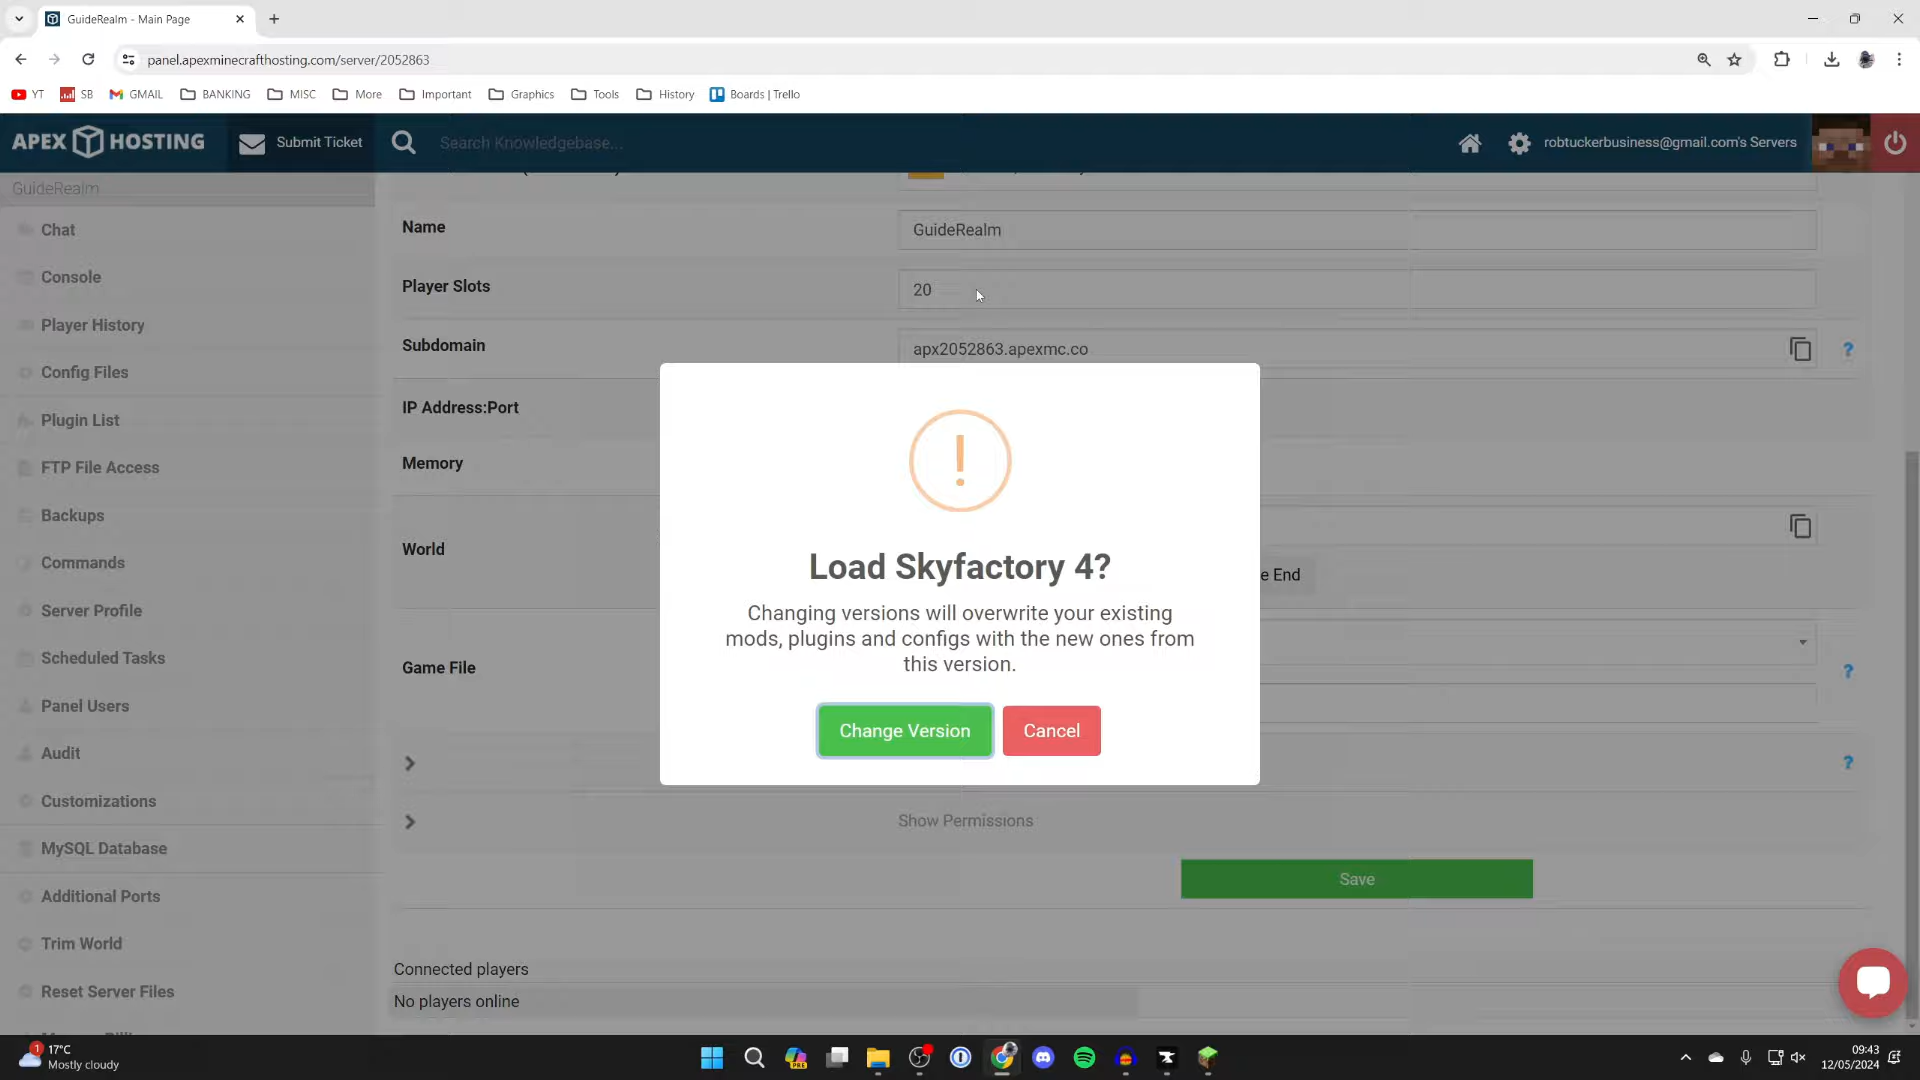 GuideRealm - Main Page
panel.apexminecrafthosting.com/server/2052863
YT
SB
GMAIL
BANKING
MISC
More
Important
Graphics
Tools
History
Boards | Trello
APEX HOSTING
Submit Ticket
Search Knowledgebase...
robtuckerbusiness@gmail.com's Servers
GuideRealm
Chat
Console
Player History
Config Files
Plugin List
FTP File Access
Backups
Commands
Server Profile
Scheduled Tasks
Panel Users
Audit
Customizations
MySQL Database
Additional Ports
Trim World
Reset Server Files
Name
GuideRealm
Player Slots
20
Subdomain
apx2052863.apexmc.co
?
IP Address:Port
Memory
World
e End
Game File
?
?
Show Permissions
Save
Connected players
No players online
!
Load Skyfactory 4?
Changing versions will overwrite your existing
mods, plugins and configs with the new ones from
this version.
Change Version
Cancel
1
17°C
Mostly cloudy
PRE
09:43
12/05/2024